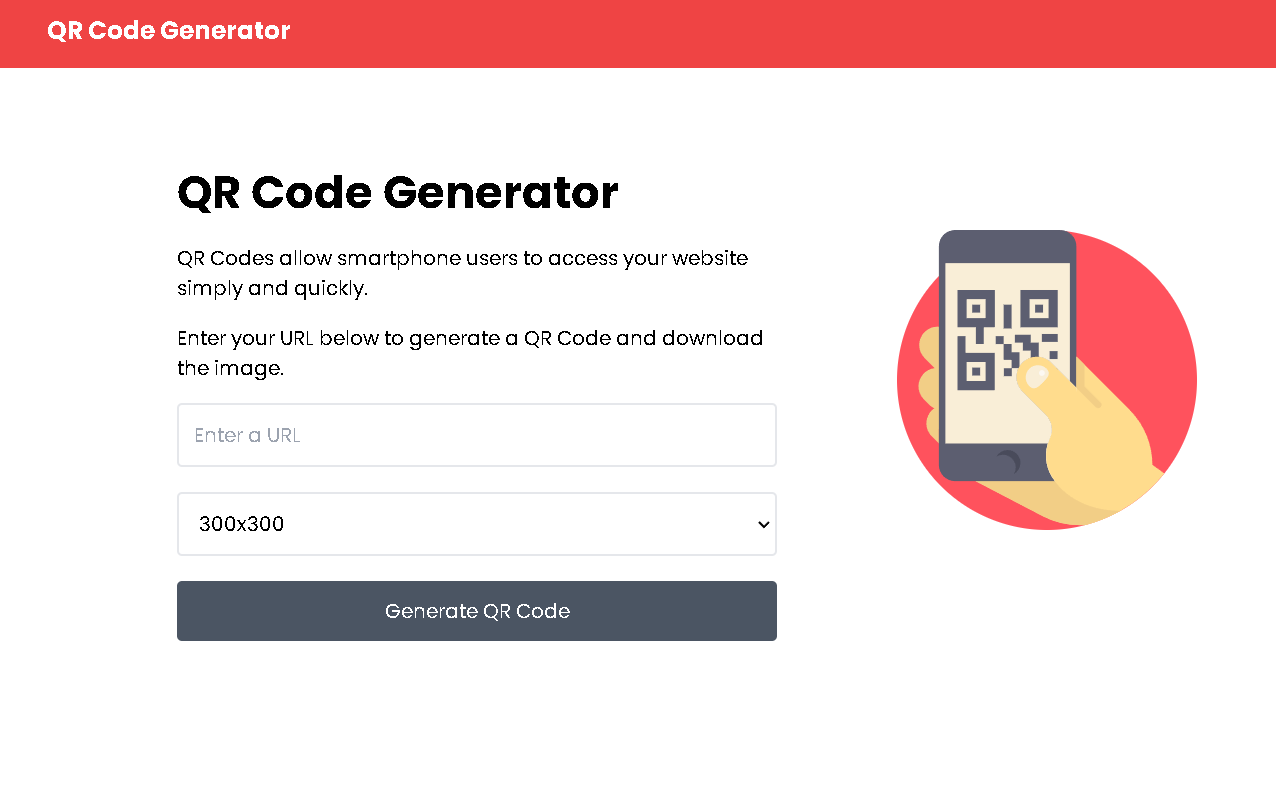 QR Code Generator
QR Code Generator
QR Codes allow smartphone users to access your website
simply and quickly.
Enter your URL below to generate a QR Code and download
the image.
Enter a URL
300x300
Generate QR Code